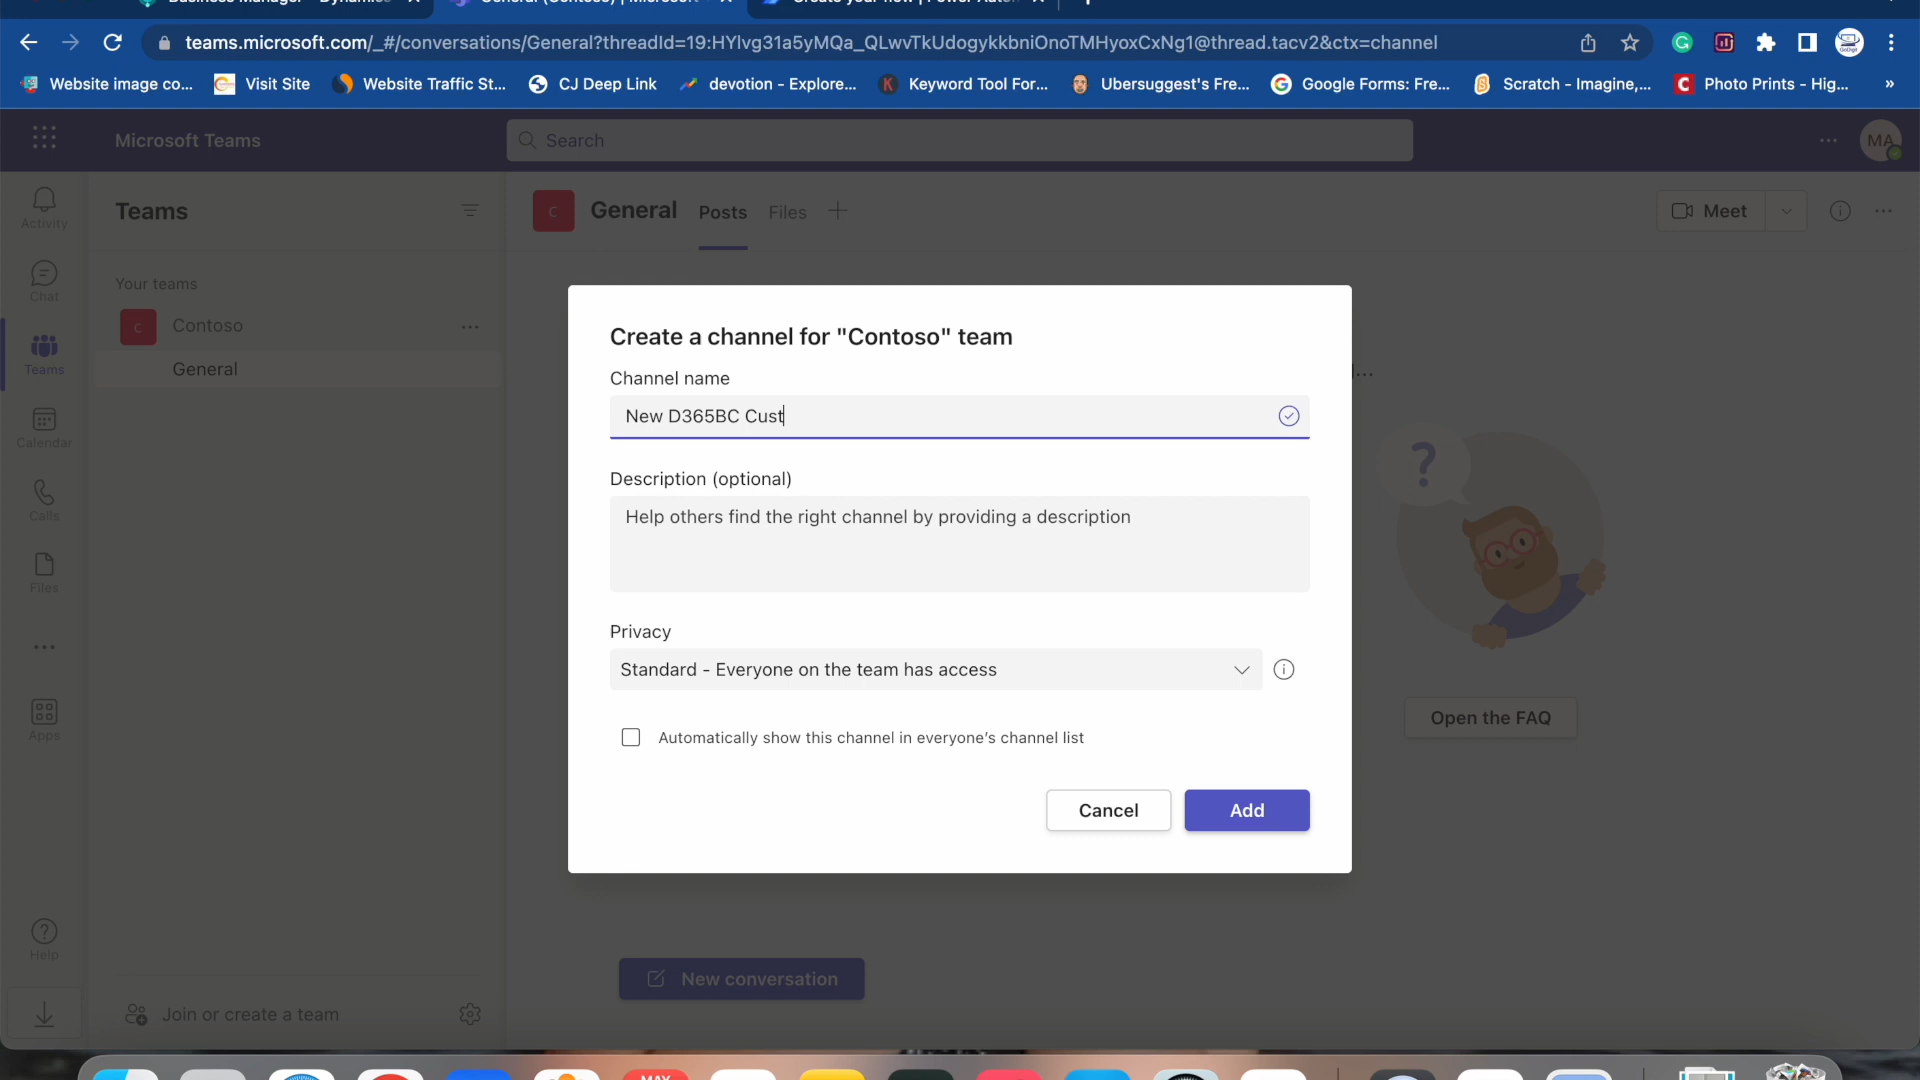 teams.microsoft.com/_#/conversations/General?threadId=19:HYlvg31a5yMQa_QLwvTkUdogykkbniOnoTMHyoxCxNg1@thread.tacv2&ctx=channel
Website image co... Visit Site Website Traffic St... CJ Deep Link devotion - Explore... Keyword Tool For... Ubersuggest's Fre... Google Forms: Fre... Scratch - Imagine,... Photo Prints - Hig... »
Microsoft Teams
Search
MA
Activity
Chat
Teams
Calendar
Calls
Files
Apps
Help
Teams
Your teams
C Contoso
General
Join or create a team
C General Posts Files
Meet
Create a channel for "Contoso" team
Channel name
New D365BC Cust
Description (optional)
Help others find the right channel by providing a description
Privacy
Standard - Everyone on the team has access
Automatically show this channel in everyone's channel list
Cancel Add
?
Open the FAQ
New conversation
MAY